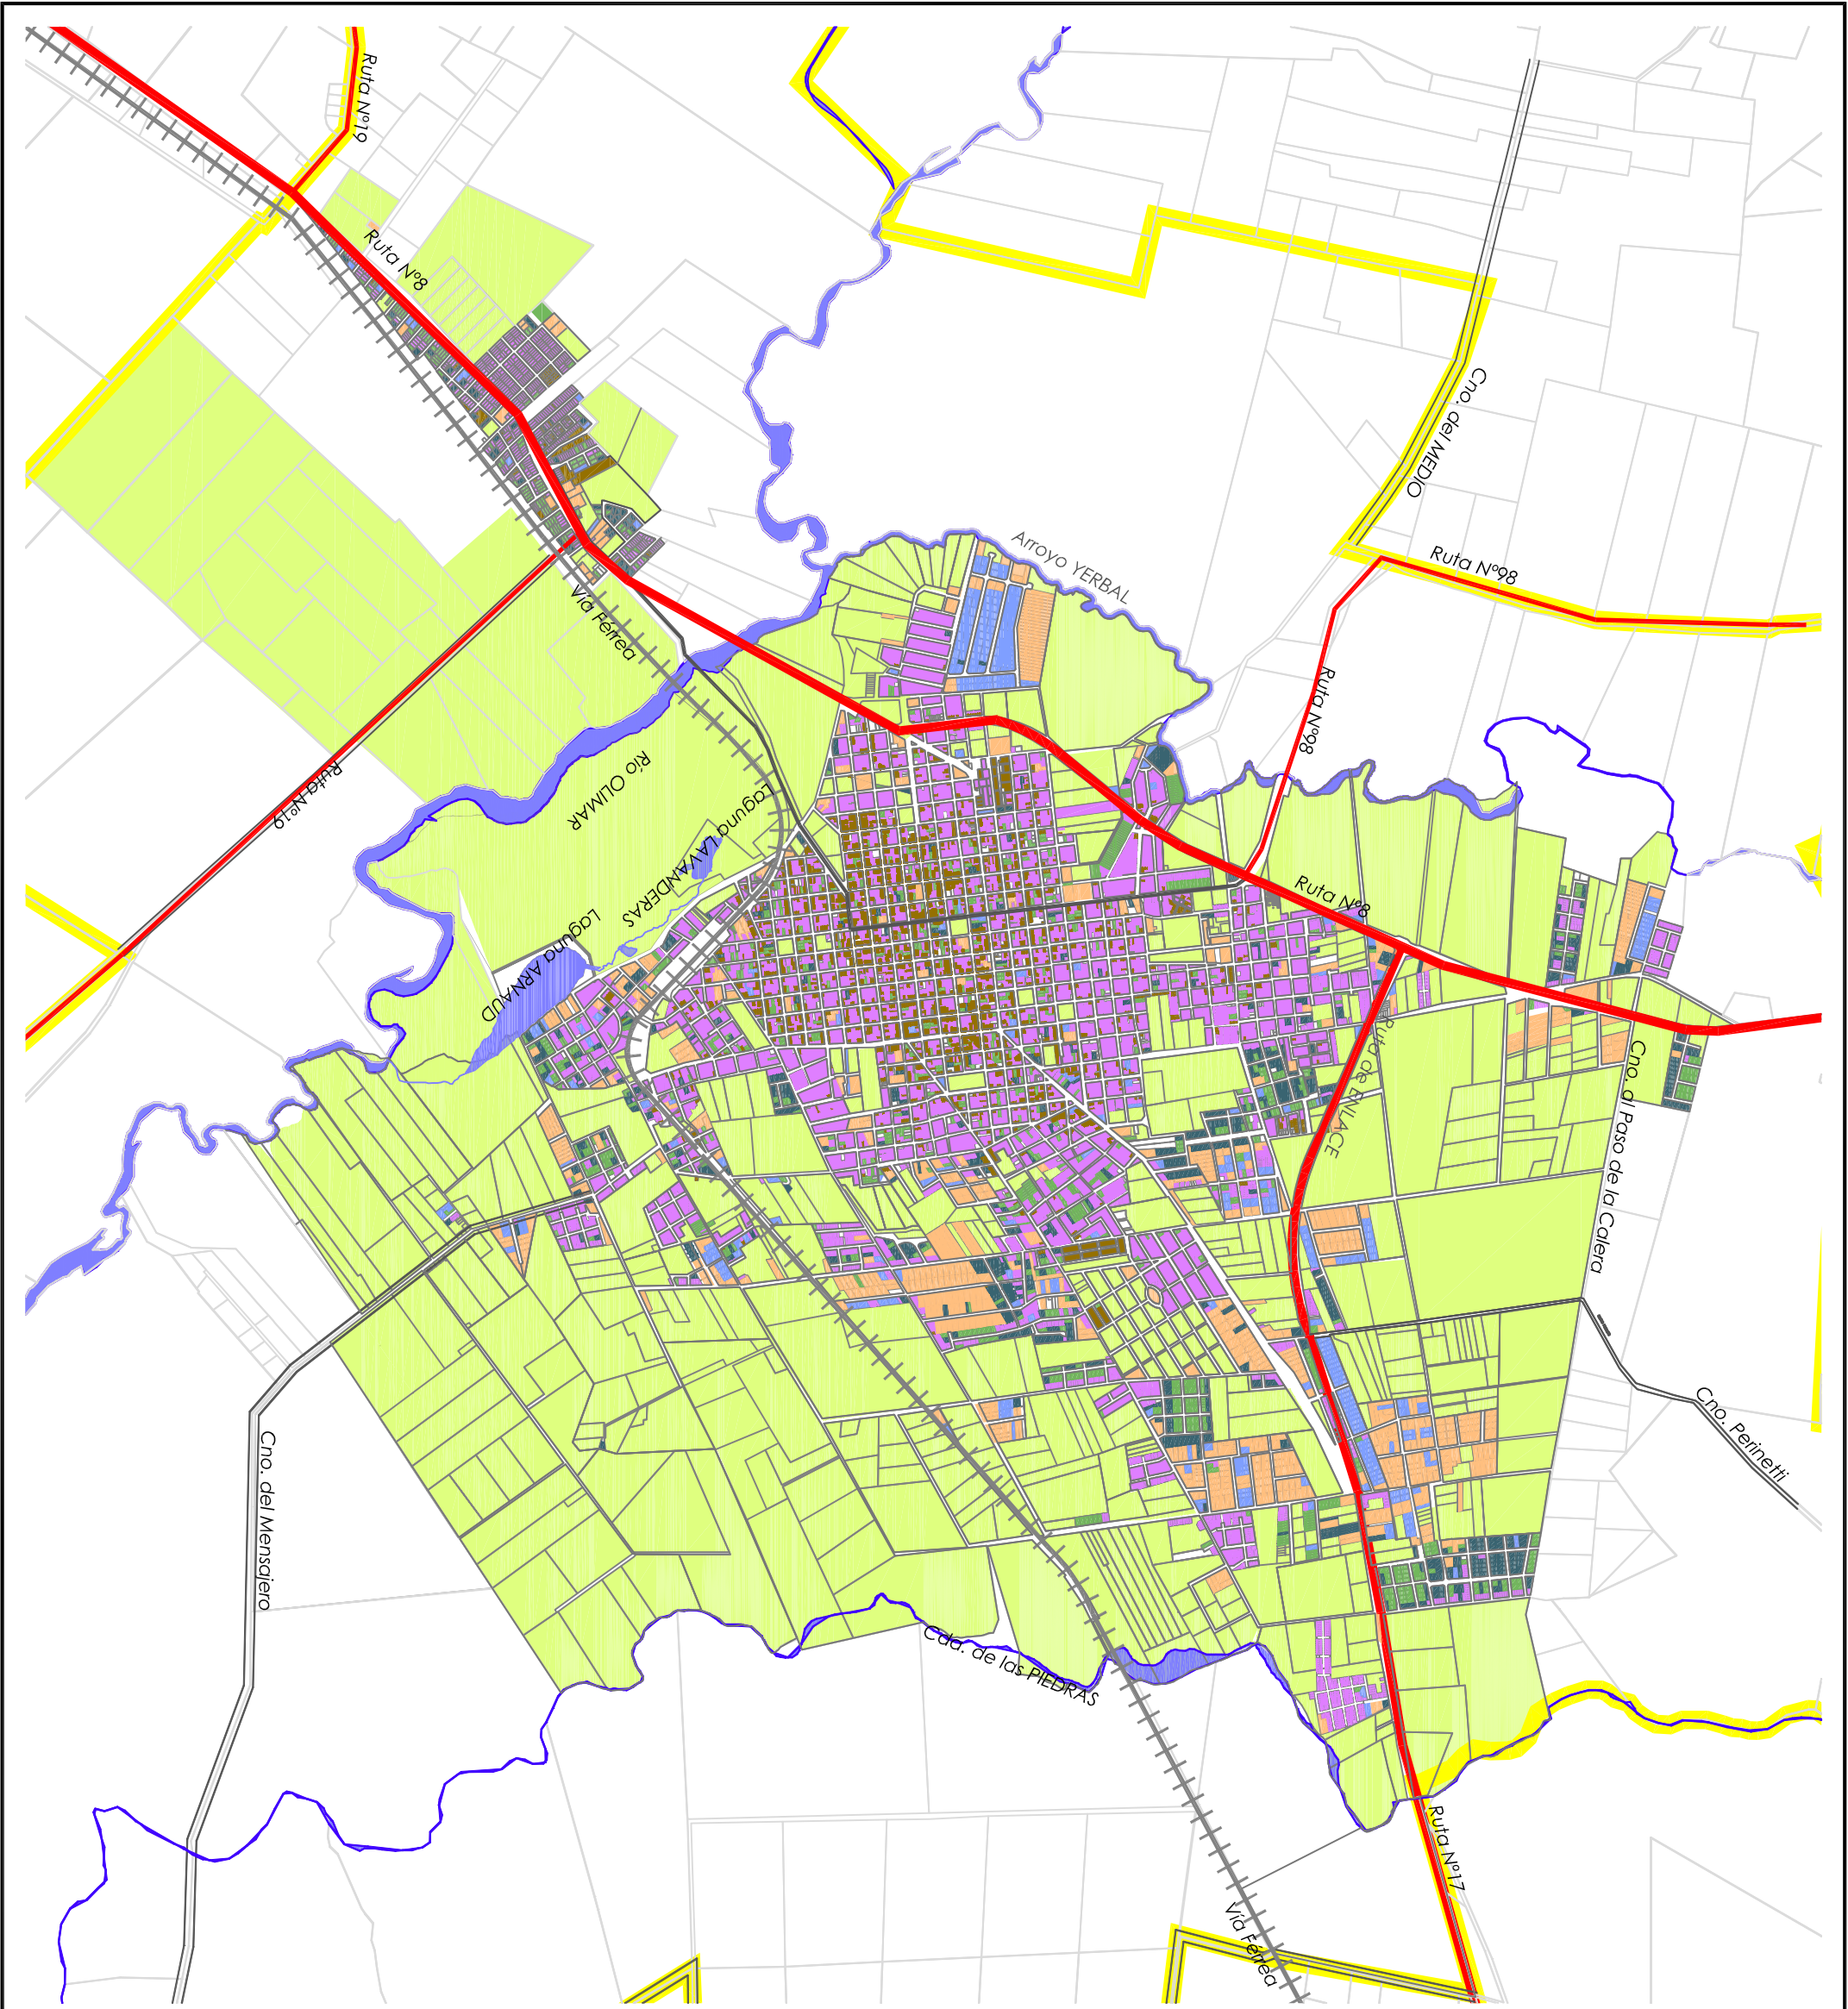 Ruta Nº19
Ruta Nº8
Cno. del MEDIO
Arroyo YERBAL
Ruta Nº98
Vía Férrea
Ruta Nº98
Ruta Nº19
Río OLIMAR
Laguna LAVANDERAS
Ruta Nº8
Laguna ARNAUD
Ruta de ENLACE
Cno. al Paso de la Calera
Cno. Perinetti
Cno. del Mensajero
Cda. de las PIEDRAS
Ruta Nº17
Vía Férrea